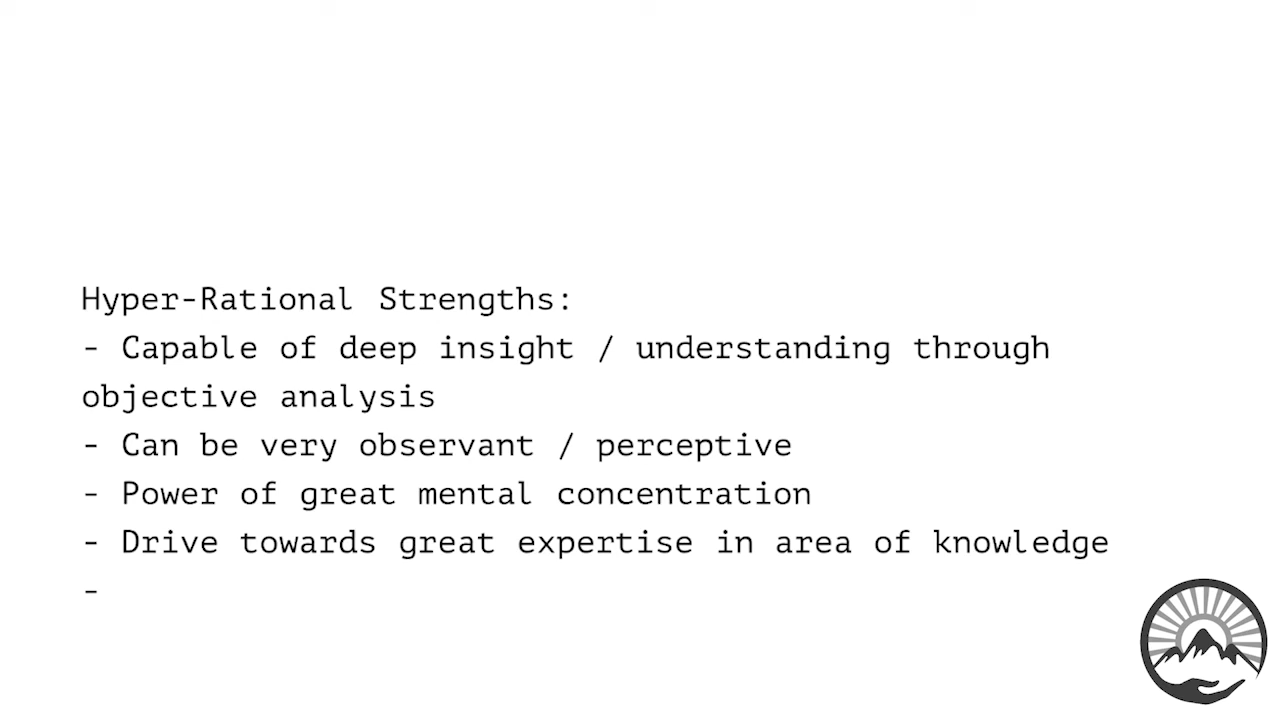 Hyper-Rational Strengths:
- Capable of deep insight / understanding through
objective analysis
- Can be very observant / perceptive
- Power of great mental concentration
- Drive towards great expertise in area of knowledge
-